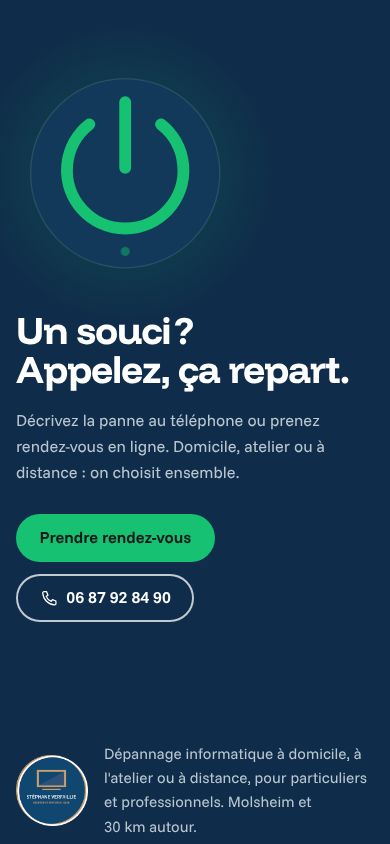 Un souci ?
Appelez, ça repart.
Décrivez la panne au téléphone ou prenez
rendez-vous en ligne. Domicile, atelier ou à
distance : on choisit ensemble.
Prendre rendez-vous
06 87 92 84 90
Dépannage informatique à domicile, à
l'atelier ou à distance, pour particuliers
et professionnels. Molsheim et
30 km autour.